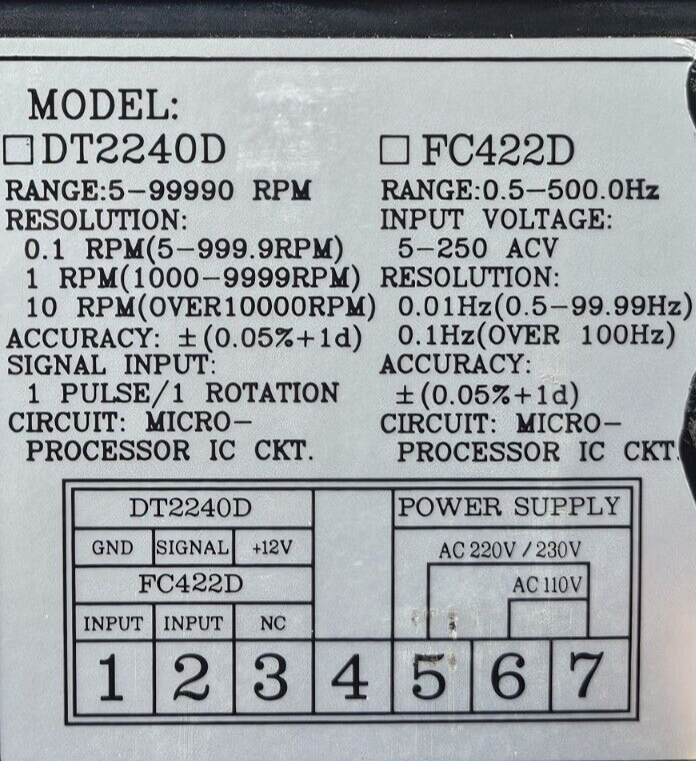 MODEL:
□DT2240D
RANGE:5-99990 RPM
RESOLUTION:
0.1 RPM(5-999.9RPM)
1 RPM(1000-9999RPM)
10 RPM(OVER10000RPM)
ACCURACY: ±(0.05%+1d)
SIGNAL INPUT:
1 PULSE/1 ROTATION
CIRCUIT: MICRO-
PROCESSOR IC CKT.
□ FC422D
RANGE:0.5-500.0Hz
INPUT VOLTAGE:
5-250 ACV
RESOLUTION:
0.01Hz(0.5-99.99Hz)
0.1Hz(OVER 100Hz)
ACCURACY:
±(0.05%+1d)
CIRCUIT: MICRO-
PROCESSOR IC CKT.
DT2240D
GND SIGNAL +12V
FC422D
INPUT INPUT NC
POWER SUPPLY
AC 220V / 230V
AC 110V
1 2 3 4 5 6 7